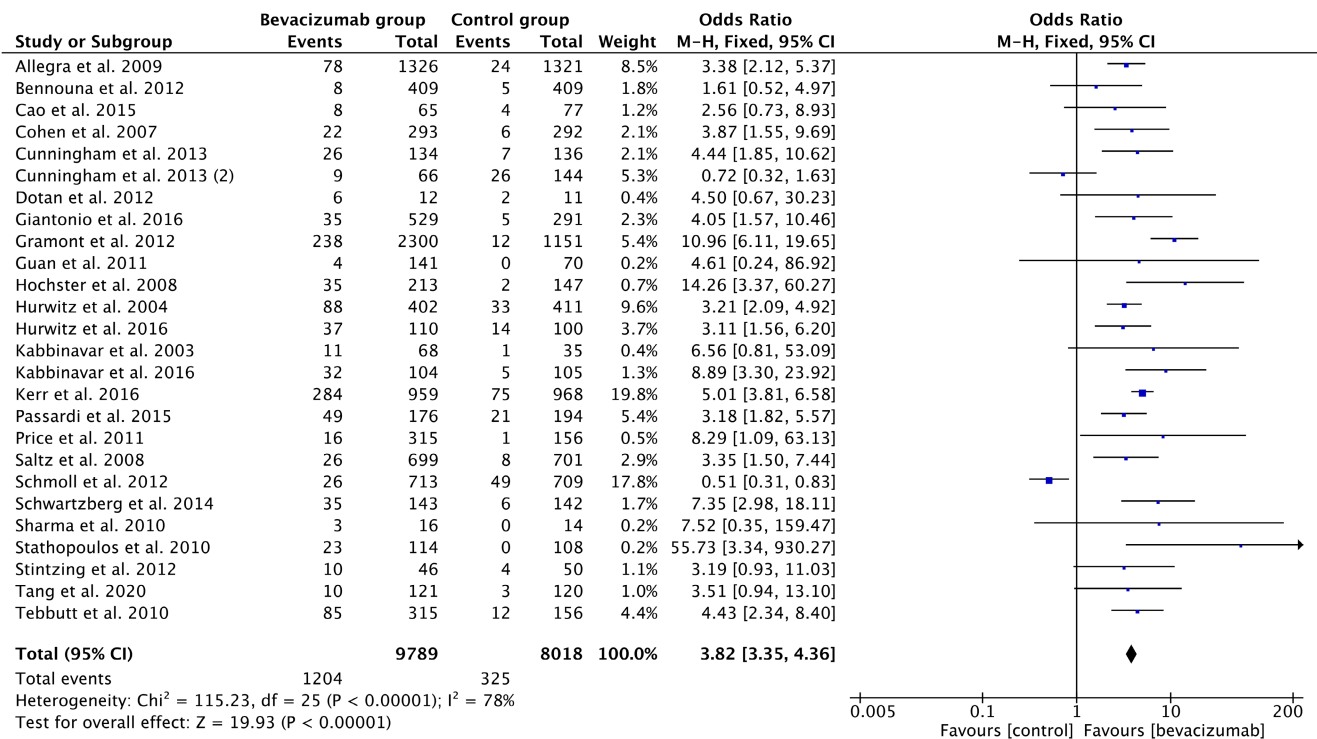 Bevacizumab group Control group Odds Ratio Odds Ratio
Study or Subgroup Events Total Events Total Weight M-H, Fixed, 95% CI M-H, Fixed, 95% CI
Allegra et al. 2009 78 1326 24 1321 8.5% 3.38 [2.12, 5.37]
Bennouna et al. 2012 8 409 5 409 1.8% 1.61 [0.52, 4.97]
Cao et al. 2015 8 65 4 77 1.2% 2.56 [0.73, 8.93]
Cohen et al. 2007 22 293 6 292 2.1% 3.87 [1.55, 9.69]
Cunningham et al. 2013 26 134 7 136 2.1% 4.44 [1.85, 10.62]
Cunningham et al. 2013 (2) 9 66 26 144 5.3% 0.72 [0.32, 1.63]
Dotan et al. 2012 6 12 2 11 0.4% 4.50 [0.67, 30.23]
Giantonio et al. 2016 35 529 5 291 2.3% 4.05 [1.57, 10.46]
Gramont et al. 2012 238 2300 12 1151 5.4% 10.96 [6.11, 19.65]
Guan et al. 2011 4 141 0 70 0.2% 4.61 [0.24, 86.92]
Hochster et al. 2008 35 213 2 147 0.7% 14.26 [3.37, 60.27]
Hurwitz et al. 2004 88 402 33 411 9.6% 3.21 [2.09, 4.92]
Hurwitz et al. 2016 37 110 14 100 3.7% 3.11 [1.56, 6.20]
Kabbinavar et al. 2003 11 68 1 35 0.4% 6.56 [0.81, 53.09]
Kabbinavar et al. 2016 32 104 5 105 1.3% 8.89 [3.30, 23.92]
Kerr et al. 2016 284 959 75 968 19.8% 5.01 [3.81, 6.58]
Passardi et al. 2015 49 176 21 194 5.4% 3.18 [1.82, 5.57]
Price et al. 2011 16 315 1 156 0.5% 8.29 [1.09, 63.13]
Saltz et al. 2008 26 699 8 701 2.9% 3.35 [1.50, 7.44]
Schmoll et al. 2012 26 713 49 709 17.8% 0.51 [0.31, 0.83]
Schwartzberg et al. 2014 35 143 6 142 1.7% 7.35 [2.98, 18.11]
Sharma et al. 2010 3 16 0 14 0.2% 7.52 [0.35, 159.47]
Stathopoulos et al. 2010 23 114 0 108 0.2% 55.73 [3.34, 930.27]
Stintzing et al. 2012 10 46 4 50 1.1% 3.19 [0.93, 11.03]
Tang et al. 2020 10 121 3 120 1.0% 3.51 [0.94, 13.10]
Tebbutt et al. 2010 85 315 12 156 4.4% 4.43 [2.34, 8.40]
Total (95% CI) 9789 8018 100.0% 3.82 [3.35, 4.36]
Total events 1204 325
Heterogeneity: Chi² = 115.23, df = 25 (P < 0.00001); I² = 78%
Test for overall effect: Z = 19.93 (P < 0.00001)
0.005 0.1 1 10 200
Favours [control] Favours [bevacizumab]